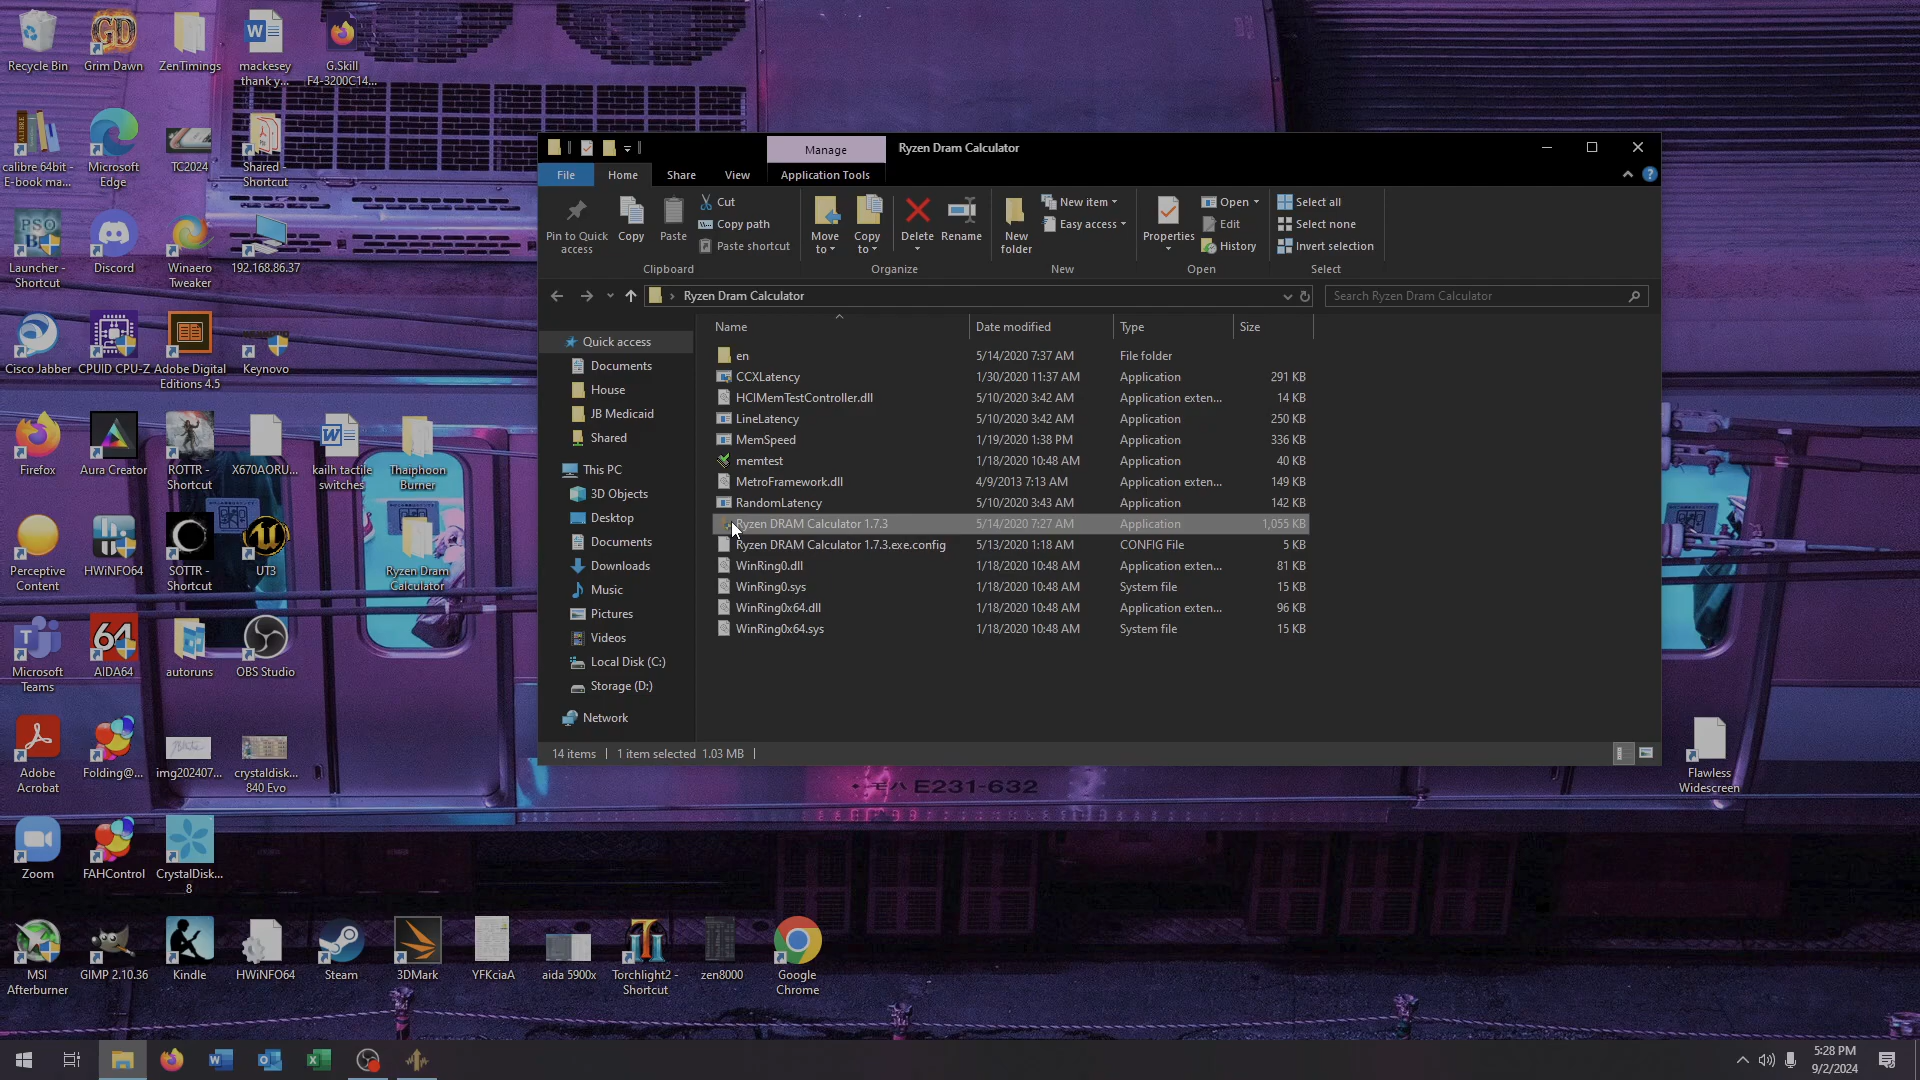 Recycle Bin
Grim Dawn
ZenTimings
mackesey
thank y...
G.Skill
F4-3200C14...
calibre 64bit -
E-book ma...
Microsoft
Edge
TC2024
Shared -
Shortcut
Launcher -
Shortcut
Discord
Winaero
Tweaker
192.168.86.37
Cisco Jabber
CPUID CPU-Z
Adobe Digital
Editions 4.5
Keynovo
Firefox
Aura Creator
ROTTR -
Shortcut
X670AORU...
kailh tactile
switches
Thaiphoon
Burner
Perceptive
Content
HWiNFO64
SOTTR -
Shortcut
UT3
Ryzen Dram
Calculator
Microsoft
Teams
64
AIDA64
autoruns
OBS Studio
Adobe
Acrobat
Folding@...
img202407...
crystaldisk...
840 Evo
Zoom
FAHControl
CrystalDisk...
8
MSI
Afterburner
GIMP 2.10.36
Kindle
HWiNFO64
Steam
3DMark
YFKciaA
aida 5900x
Torchlight2 -
Shortcut
zen8000
Google
Chrome
Flawless
Widescreen
Manage
Ryzen Dram Calculator
File
Home
Share
View
Application Tools
Pin to Quick
access
Copy
Paste
Cut
Copy path
Paste shortcut
Clipboard
Move
to
Copy
to
Delete
Rename
Organize
New
folder
New item
Easy access
New
Properties
Open
Edit
History
Open
Select all
Select none
Invert selection
Select
Ryzen Dram Calculator
Search Ryzen Dram Calculator
Quick access
Documents
House
JB Medicaid
Shared
This PC
3D Objects
Desktop
Documents
Downloads
Music
Pictures
Videos
Local Disk (C:)
Storage (D:)
Network
Name Date modified Type Size
en 5/14/2020 7:37 AM File folder
CCXLatency 1/30/2020 11:37 AM Application 291 KB
HCIMemTestController.dll 5/10/2020 3:42 AM Application exten... 14 KB
LineLatency 5/10/2020 3:42 AM Application 250 KB
MemSpeed 1/19/2020 1:38 PM Application 336 KB
memtest 1/18/2020 10:48 AM Application 40 KB
MetroFramework.dll 4/9/2013 7:13 AM Application exten... 149 KB
RandomLatency 5/10/2020 3:43 AM Application 142 KB
Ryzen DRAM Calculator 1.7.3 5/14/2020 7:27 AM Application 1,055 KB
Ryzen DRAM Calculator 1.7.3.exe.config 5/13/2020 1:18 AM CONFIG File 5 KB
WinRing0.dll 1/18/2020 10:48 AM Application exten... 81 KB
WinRing0.sys 1/18/2020 10:48 AM System file 15 KB
WinRing0x64.dll 1/18/2020 10:48 AM Application exten... 96 KB
WinRing0x64.sys 1/18/2020 10:48 AM System file 15 KB
14 items 1 item selected 1.03 MB
モハ E231-632
5:28 PM
9/2/2024